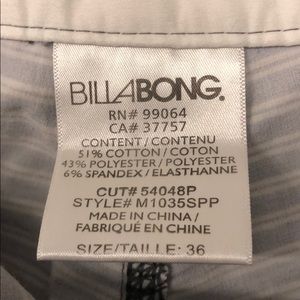 BILLABONG.
RN# 99064
CA# 37757
CONTENT / CONTENU
51% COTTON / COTON
43% POLYESTER / POLYESTER
6% SPANDEX / ELASTHANNE
CUT# 54048P
STYLE# M1035SPP
MADE IN CHINA /
FABRIQUÉ EN CHINE
SIZE/TAILLE: 36